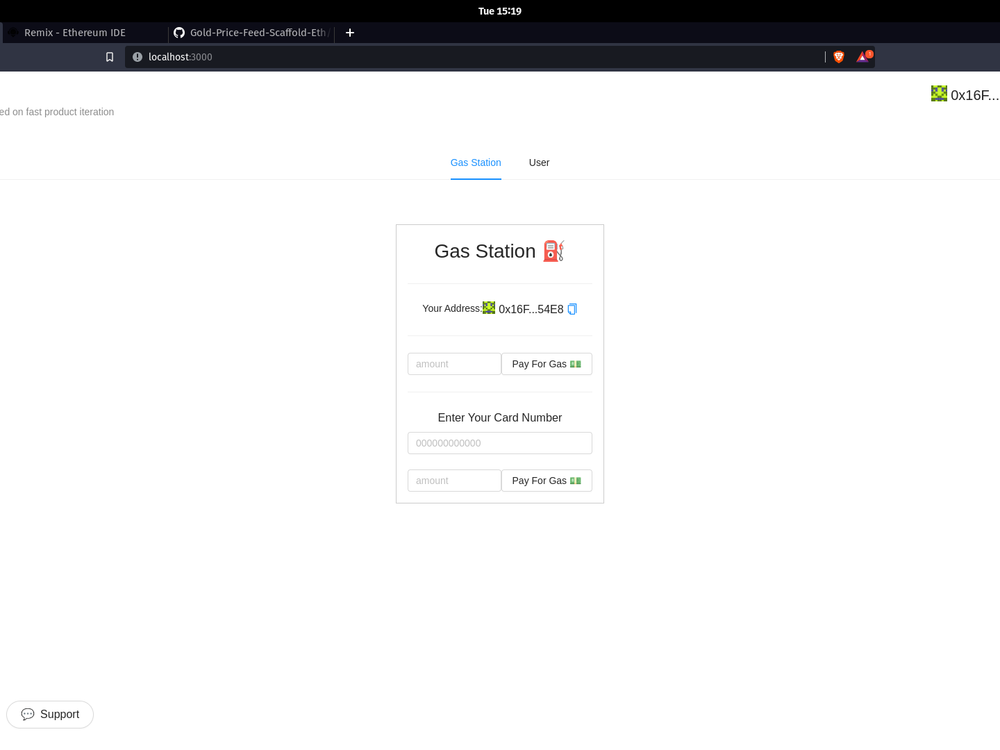 Tue 15:19
Remix - Ethereum IDE
Gold-Price-Feed-Scaffold-Eth/
localhost:3000
0x16F...
ed on fast product iteration
Gas Station
User
Gas Station
Your Address:
0x16F...54E8
amount
Pay For Gas
Enter Your Card Number
000000000000
amount
Pay For Gas
Support